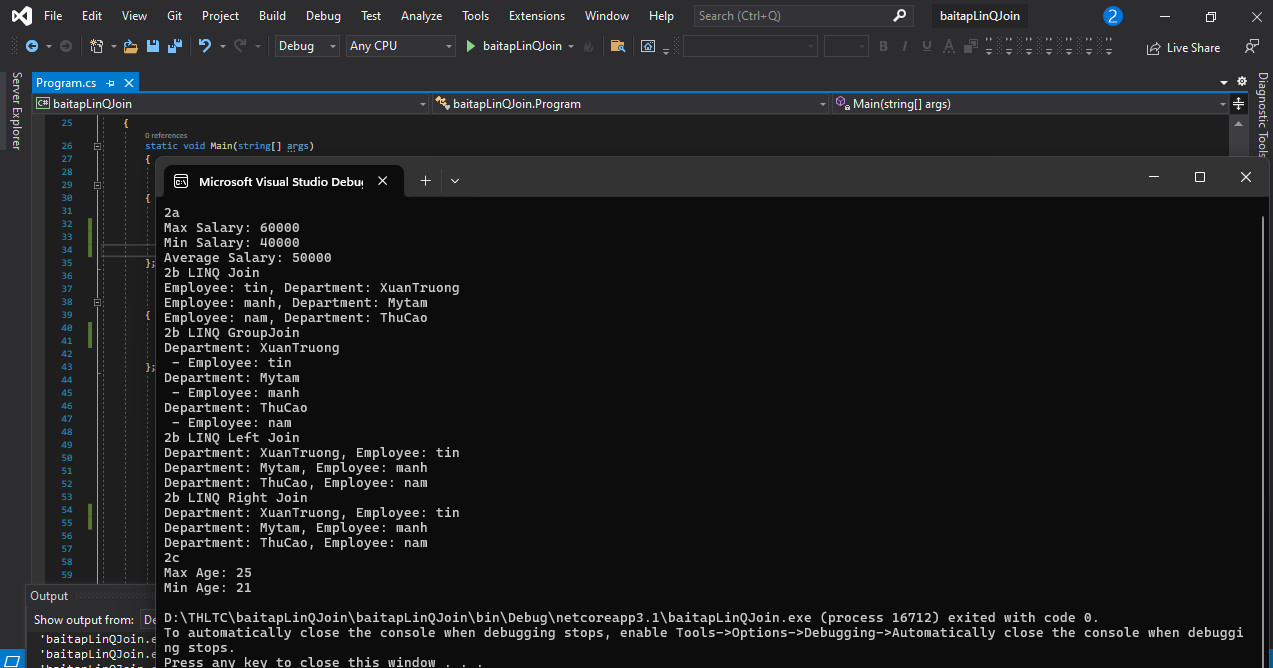 File Edit View Git Project Build Debug Test Analyze Tools Extensions Window Help Search (Ctrl+Q) baitapLinQJoin 2
Debug Any CPU baitapLinQJoin B I U A Live Share
Server Explorer
Diagnostic Tools
Program.cs
C# baitapLinQJoin baitapLinQJoin.Program Main(string[] args)
25 {
0 references
26 static void Main(string[] args)
27 {
28
29
30 {
31
32
33
34
35 };
36
37
38
39 {
40
41
42
43 };
44
45
46
47
48
49
50
51
52
53
54
55
56
57
58
59
Microsoft Visual Studio Debug
2a
Max Salary: 60000
Min Salary: 40000
Average Salary: 50000
2b LINQ Join
Employee: tin, Department: XuanTruong
Employee: manh, Department: Mytam
Employee: nam, Department: ThuCao
2b LINQ GroupJoin
Department: XuanTruong
- Employee: tin
Department: Mytam
- Employee: manh
Department: ThuCao
- Employee: nam
2b LINQ Left Join
Department: XuanTruong, Employee: tin
Department: Mytam, Employee: manh
Department: ThuCao, Employee: nam
2b LINQ Right Join
Department: XuanTruong, Employee: tin
Department: Mytam, Employee: manh
Department: ThuCao, Employee: nam
2c
Max Age: 25
Min Age: 21
D:\THLTC\baitapLinQJoin\baitapLinQJoin\bin\Debug\netcoreapp3.1\baitapLinQJoin.exe (process 16712) exited with code 0.
To automatically close the console when debugging stops, enable Tools->Options->Debugging->Automatically close the console when debuggi
ng stops.
Press any key to close this window . . .
Output
Show output from: De
'baitapLinQJoin.e
'baitapLinQJoin.e